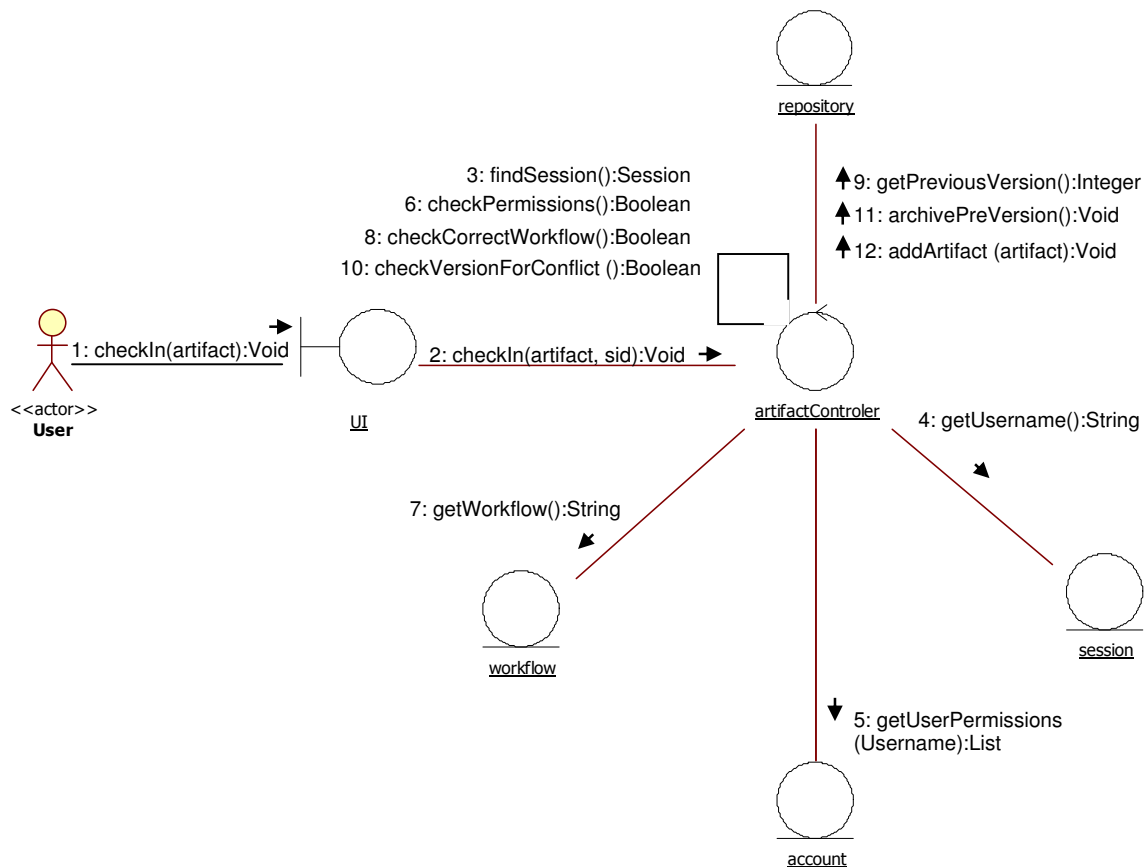 repository
3: findSession():Session
6: checkPermissions():Boolean
8: checkCorrectWorkflow():Boolean
10: checkVersionForConflict ():Boolean
9: getPreviousVersion():Integer
11: archivePreVersion():Void
12: addArtifact (artifact):Void
1: checkIn(artifact):Void
2: checkIn(artifact, sid):Void
<<actor>>
User
UI
artifactControler
4: getUsername():String
7: getWorkflow():String
workflow
session
5: getUserPermissions
(Username):List
account